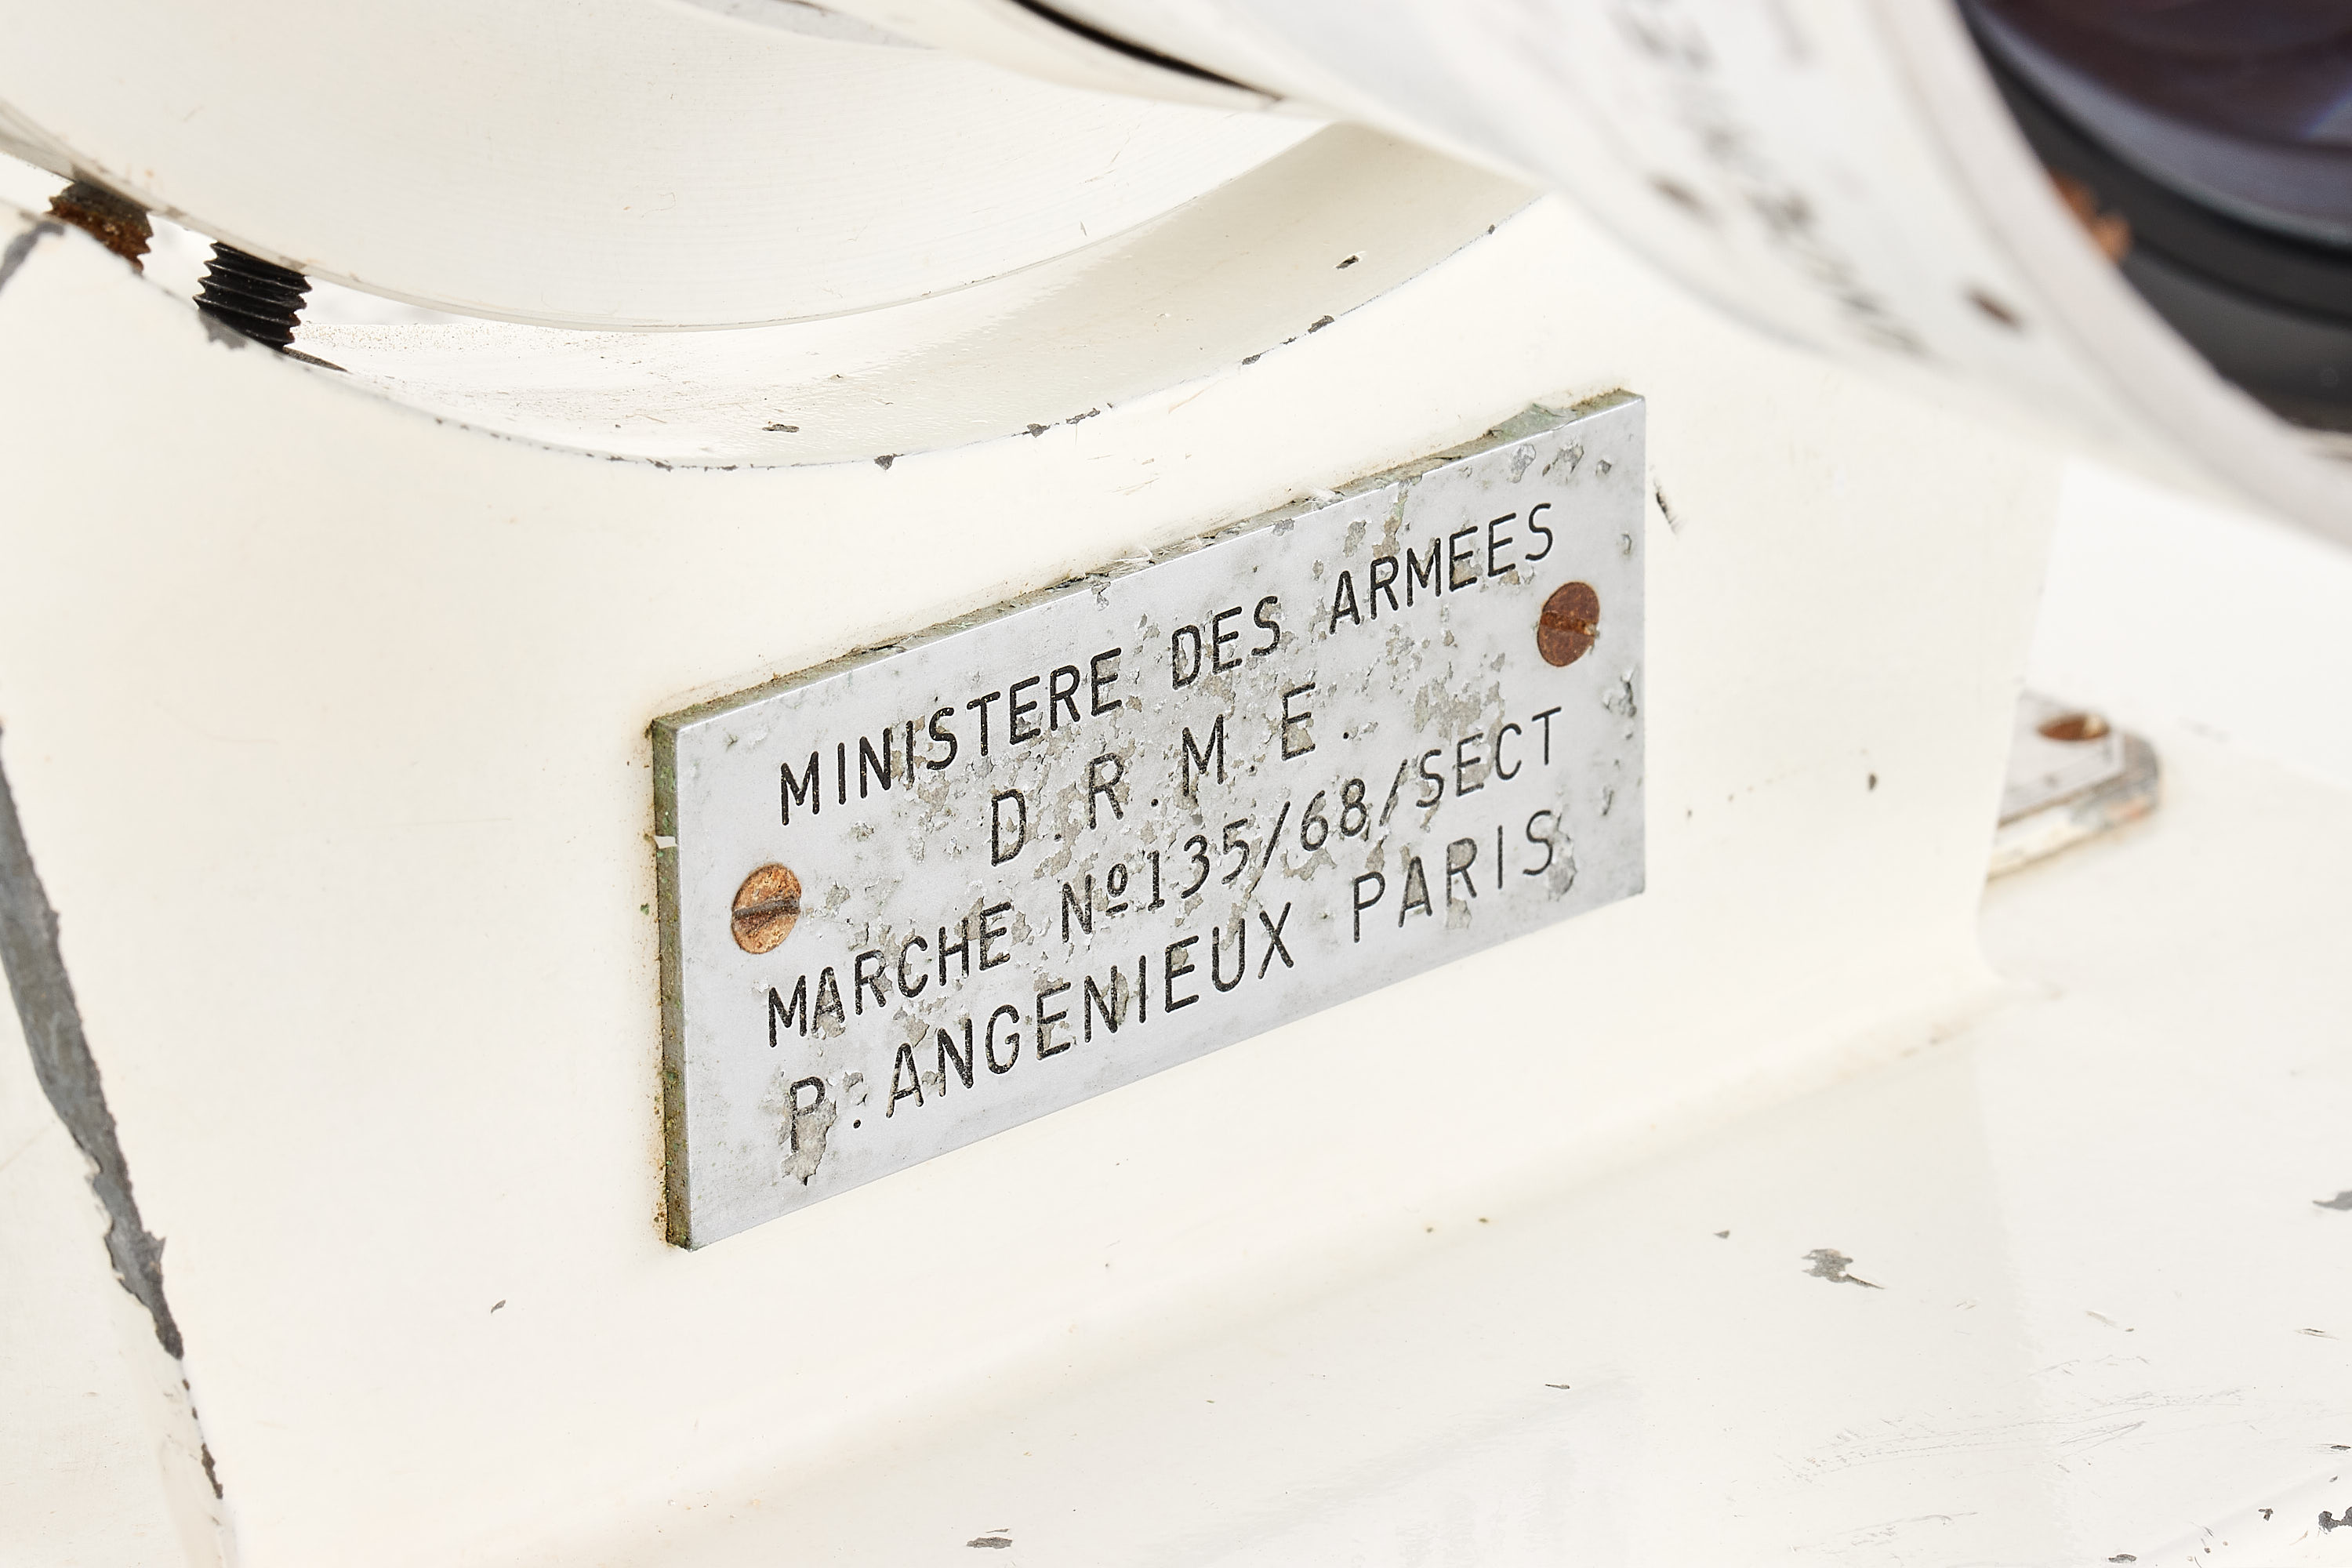 MINISTERE DES ARMEES
D.R.M.E.
MARCHE Nº135/68/SECT
P. ANGENIEUX PARIS